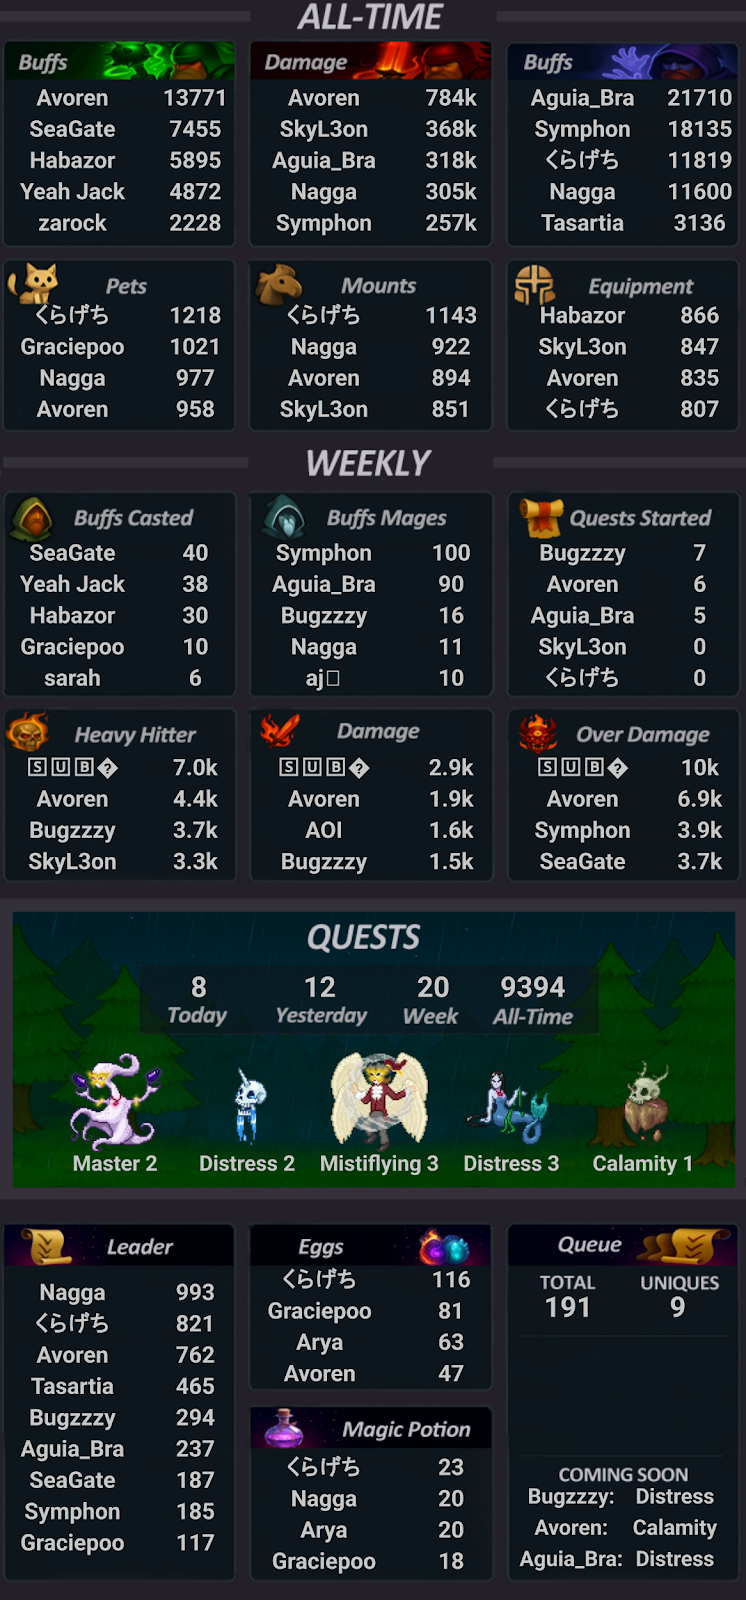 ALL-TIME
Buffs
Avoren 13771
SeaGate 7455
Habazor 5895
Yeah Jack 4872
zarock 2228
Damage
Avoren 784k
SkyL3on 368k
Aguia_Bra 318k
Nagga 305k
Symphon 257k
Buffs
Aguia_Bra 21710
Symphon 18135
くらげち 11819
Nagga 11600
Tasartia 3136
Pets
くらげち 1218
Graciepoo 1021
Nagga 977
Avoren 958
Mounts
くらげち 1143
Nagga 922
Avoren 894
SkyL3on 851
Equipment
Habazor 866
SkyL3on 847
Avoren 835
くらげち 807
WEEKLY
Buffs Casted
SeaGate 40
Yeah Jack 38
Habazor 30
Graciepoo 10
sarah 6
Buffs Mages
Symphon 100
Aguia_Bra 90
Bugzzzy 16
Nagga 11
aj▯ 10
Quests Started
Bugzzzy 7
Avoren 6
Aguia_Bra 5
SkyL3on 0
くらげち 0
Heavy Hitter
🅂🅄🄱� 7.0k
Avoren 4.4k
Bugzzzy 3.7k
SkyL3on 3.3k
Damage
🅂🅄🄱� 2.9k
Avoren 1.9k
AOI 1.6k
Bugzzzy 1.5k
Over Damage
🅂🅄🄱� 10k
Avoren 6.9k
Symphon 3.9k
SeaGate 3.7k
QUESTS
8 12 20 9394
Today Yesterday Week All-Time
Master 2 Distress 2 Mistiflying 3 Distress 3 Calamity 1
Leader
Nagga 993
くらげち 821
Avoren 762
Tasartia 465
Bugzzzy 294
Aguia_Bra 237
SeaGate 187
Symphon 185
Graciepoo 117
Eggs
くらげち 116
Graciepoo 81
Arya 63
Avoren 47
Magic Potion
くらげち 23
Nagga 20
Arya 20
Graciepoo 18
Queue
TOTAL UNIQUES
191 9
COMING SOON
Bugzzzy: Distress
Avoren: Calamity
Aguia_Bra: Distress